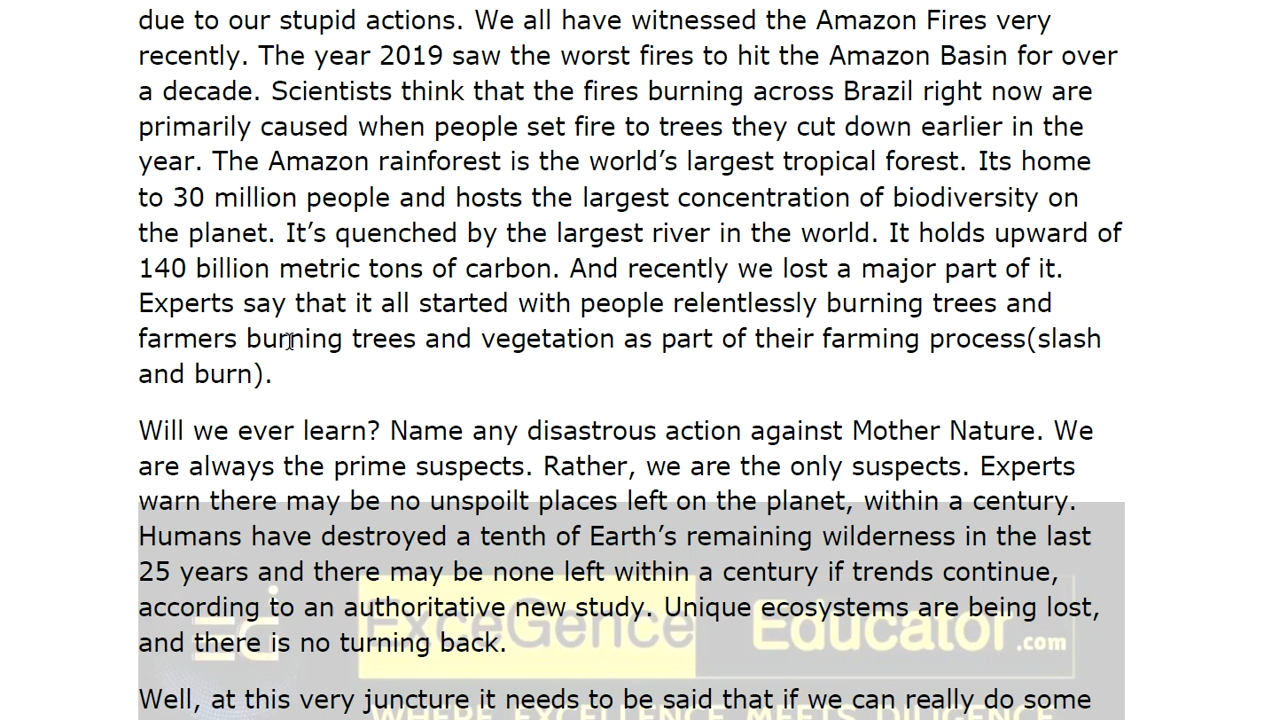 due to our stupid actions. We all have witnessed the Amazon Fires very
recently. The year 2019 saw the worst fires to hit the Amazon Basin for over
a decade. Scientists think that the fires burning across Brazil right now are
primarily caused when people set fire to trees they cut down earlier in the
year. The Amazon rainforest is the world’s largest tropical forest. Its home
to 30 million people and hosts the largest concentration of biodiversity on
the planet. It’s quenched by the largest river in the world. It holds upward of
140 billion metric tons of carbon. And recently we lost a major part of it.
Experts say that it all started with people relentlessly burning trees and
farmers burning trees and vegetation as part of their farming process(slash
and burn).
Will we ever learn? Name any disastrous action against Mother Nature. We
are always the prime suspects. Rather, we are the only suspects. Experts
warn there may be no unspoilt places left on the planet, within a century.
Humans have destroyed a tenth of Earth’s remaining wilderness in the last
25 years and there may be none left within a century if trends continue,
according to an authoritative new study. Unique ecosystems are being lost,
ExceGence Educator.com
and there is no turning back.
Well, at this very juncture it needs to be said that if we can really do some
WHERE EXCELLENCE MEETS DILIGENCE